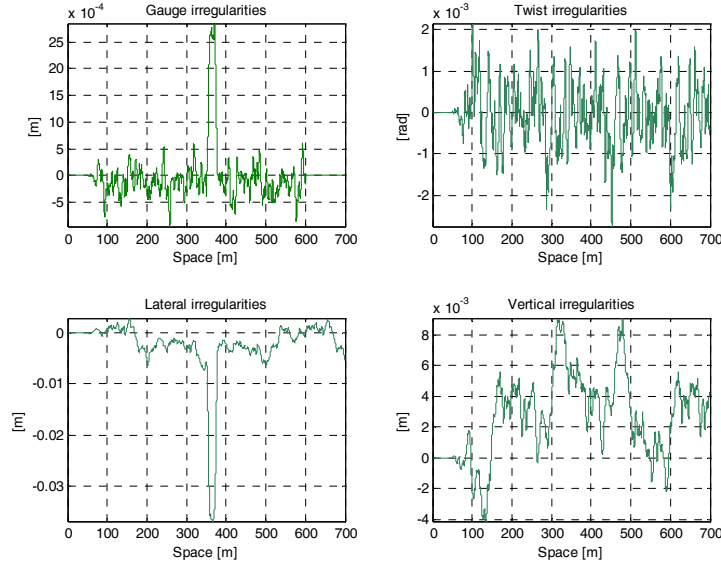 Gauge irregularities
x 10-4
25
20
15
10
5
0
-5
[m]
0 100 200 300 400 500 600 700
Space [m]
Twist irregularities
x 10-3
2
1
0
-1
-2
[rad]
0 100 200 300 400 500 600 700
Space [m]
Lateral irregularities
0
-0.01
-0.02
-0.03
[m]
0 100 200 300 400 500 600 700
Space [m]
Vertical irregularities
x 10-3
8
6
4
2
0
-2
-4
[m]
0 100 200 300 400 500 600 700
Space [m]